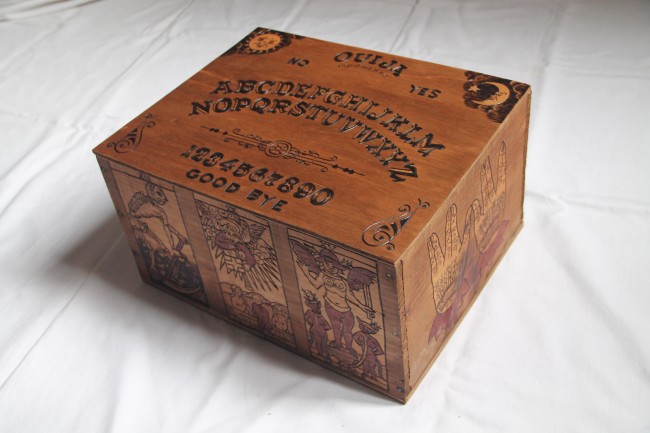 OUIJA
NO YES
ABCDEFGHIJKLM
NOPQRSTUVWXYZ
1234567890
GOOD BYE